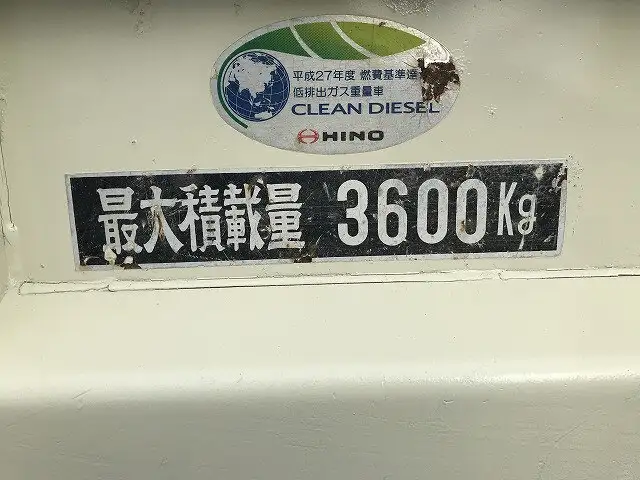 平成27年度 燃費基準達
低排出ガス重量車
CLEAN DIESEL
HINO
最大積載量 3600Kg